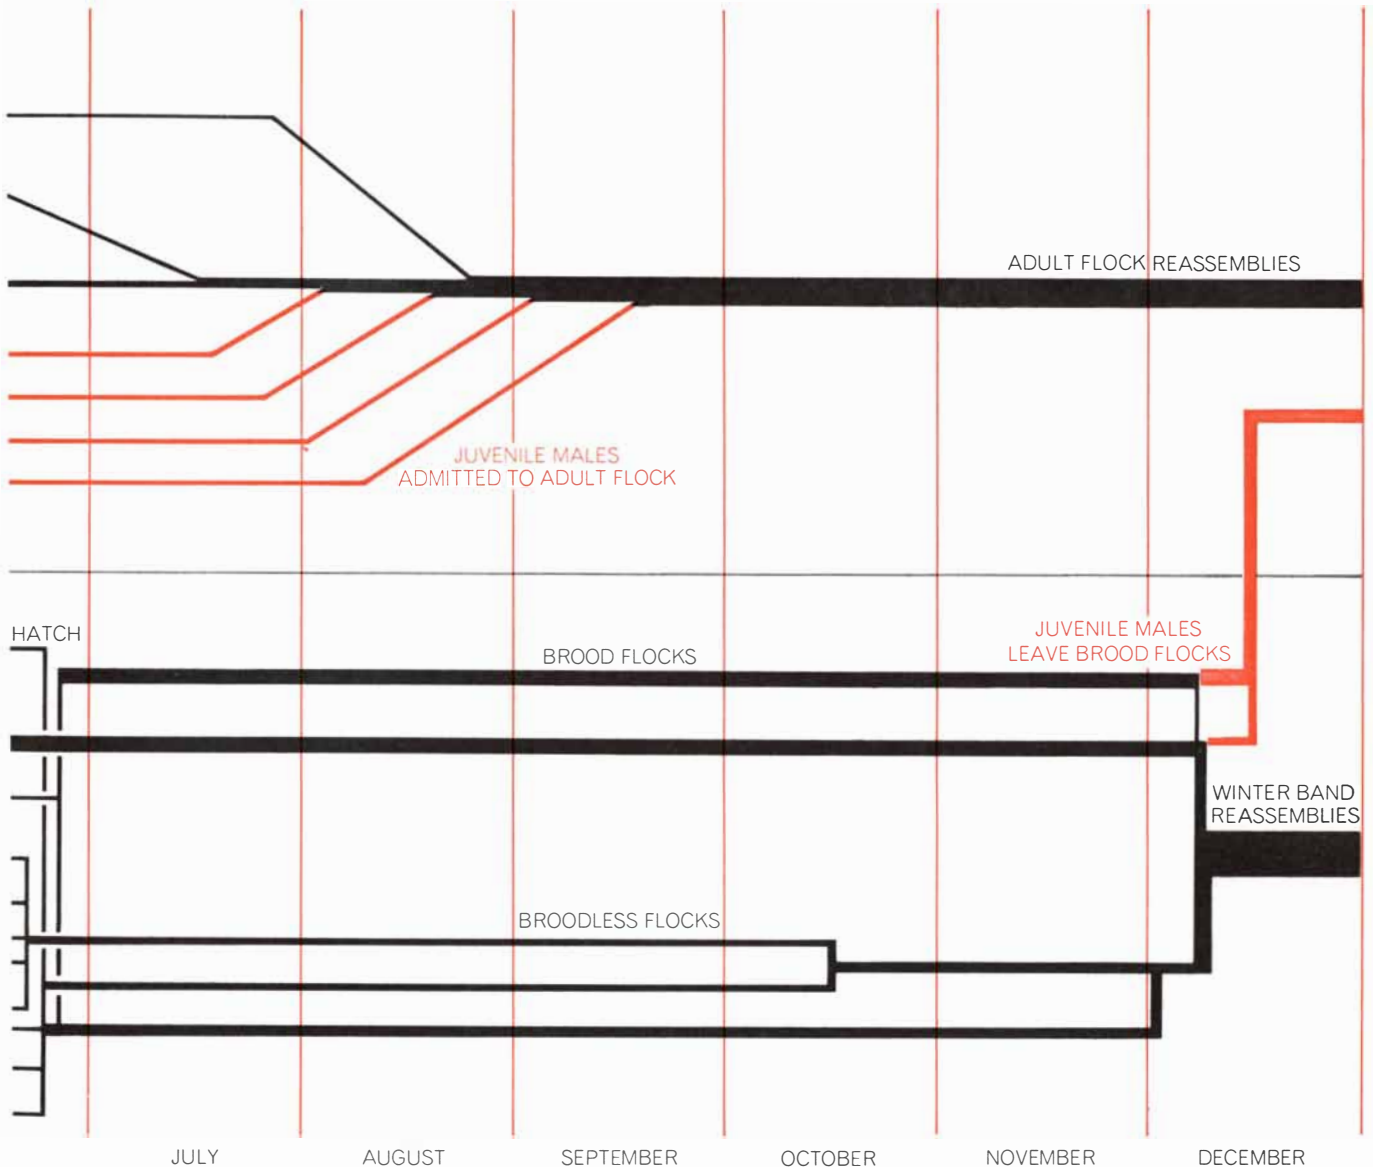 ADULT FLOCK REASSEMBLIES
JUVENILE MALES
ADMITTED TO ADULT FLOCK
HATCH
BROOD FLOCKS
JUVENILE MALES
LEAVE BROOD FLOCKS
WINTER BAND
REASSEMBLIES
BROODLESS FLOCKS
JULY AUGUST SEPTEMBER OCTOBER NOVEMBER DECEMBER